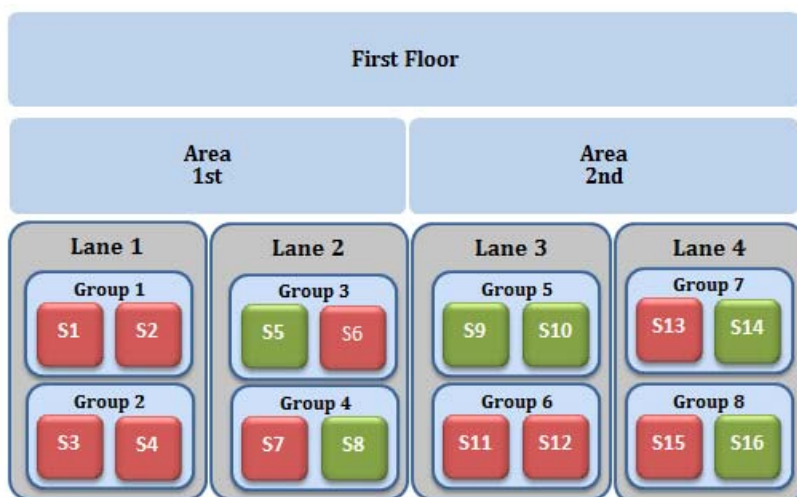 First Floor
Area
1st
Area
2nd
Lane 1
Lane 2
Lane 3
Lane 4
Group 1
Group 3
Group 5
Group 7
S1 S2
S5 S6
S9 S10
S13 S14
Group 2
Group 4
Group 6
Group 8
S3 S4
S7 S8
S11 S12
S15 S16